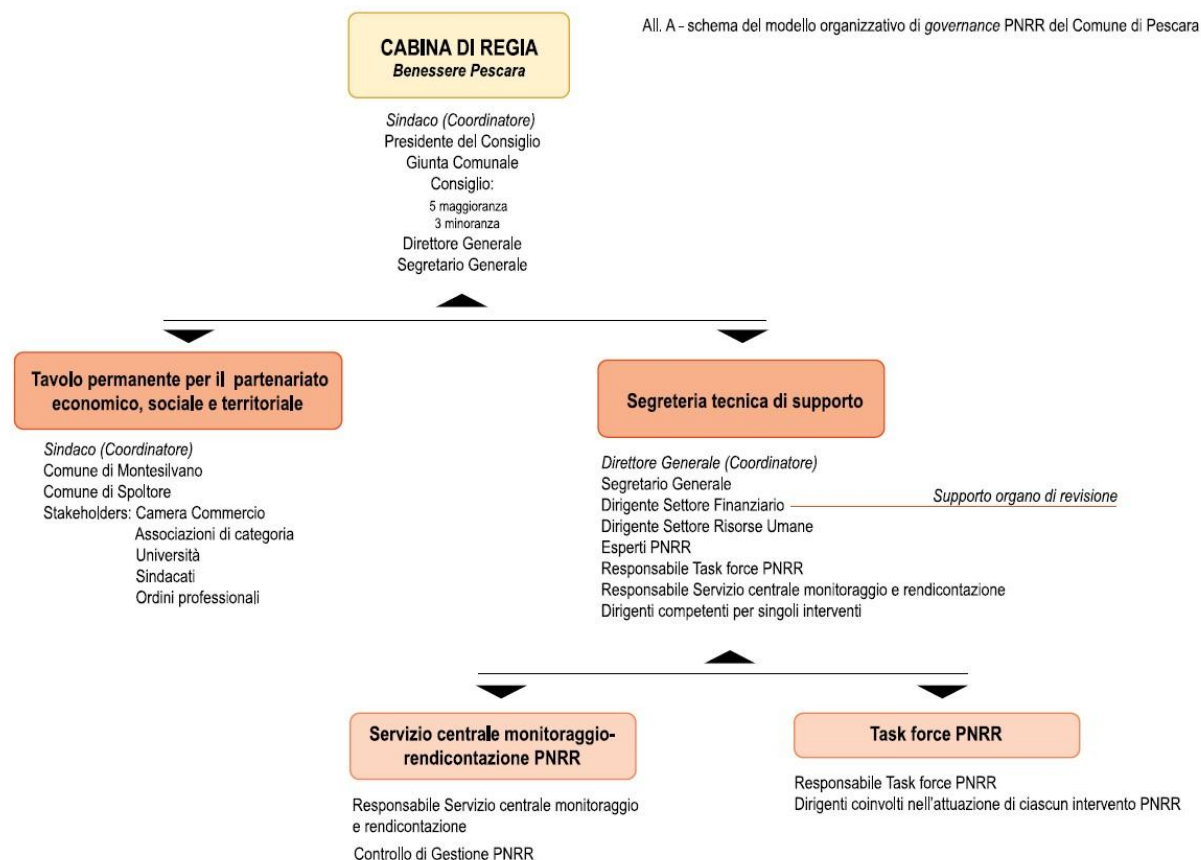 All. A - schema del modello organizzativo di governance PNRR del Comune di Pescara
CABINA DI REGIA
Benessere Pescara
Sindaco (Coordinatore)
Presidente del Consiglio
Giunta Comunale
Consiglio:
5 maggioranza
3 minoranza
Direttore Generale
Segretario Generale
Tavolo permanente per il partenariato
economico, sociale e territoriale
Sindaco (Coordinatore)
Comune di Montesilvano
Comune di Spoltore
Stakeholders: Camera Commercio
Associazioni di categoria
Università
Sindacati
Ordini professionali
Segreteria tecnica di supporto
Direttore Generale (Coordinatore)
Segretario Generale
Dirigente Settore Finanziario
Supporto organo di revisione
Dirigente Settore Risorse Umane
Esperti PNRR
Responsabile Task force PNRR
Responsabile Servizio centrale monitoraggio e rendicontazione
Dirigenti competenti per singoli interventi
Servizio centrale monitoraggio-
rendicontazione PNRR
Responsabile Servizio centrale monitoraggio
e rendicontazione
Controllo di Gestione PNRR
Task force PNRR
Responsabile Task force PNRR
Dirigenti coinvolti nell'attuazione di ciascun intervento PNRR